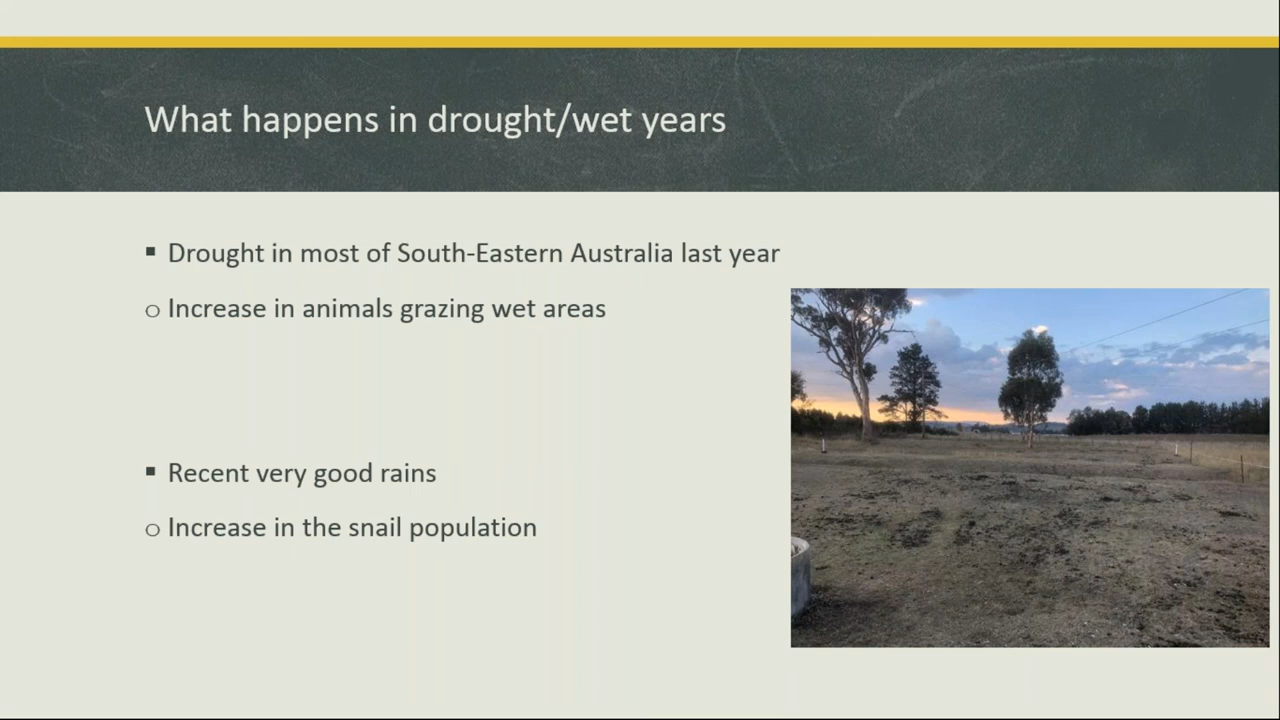 What happens in drought/wet years
▪ Drought in most of South-Eastern Australia last year
o Increase in animals grazing wet areas
▪ Recent very good rains
o Increase in the snail population